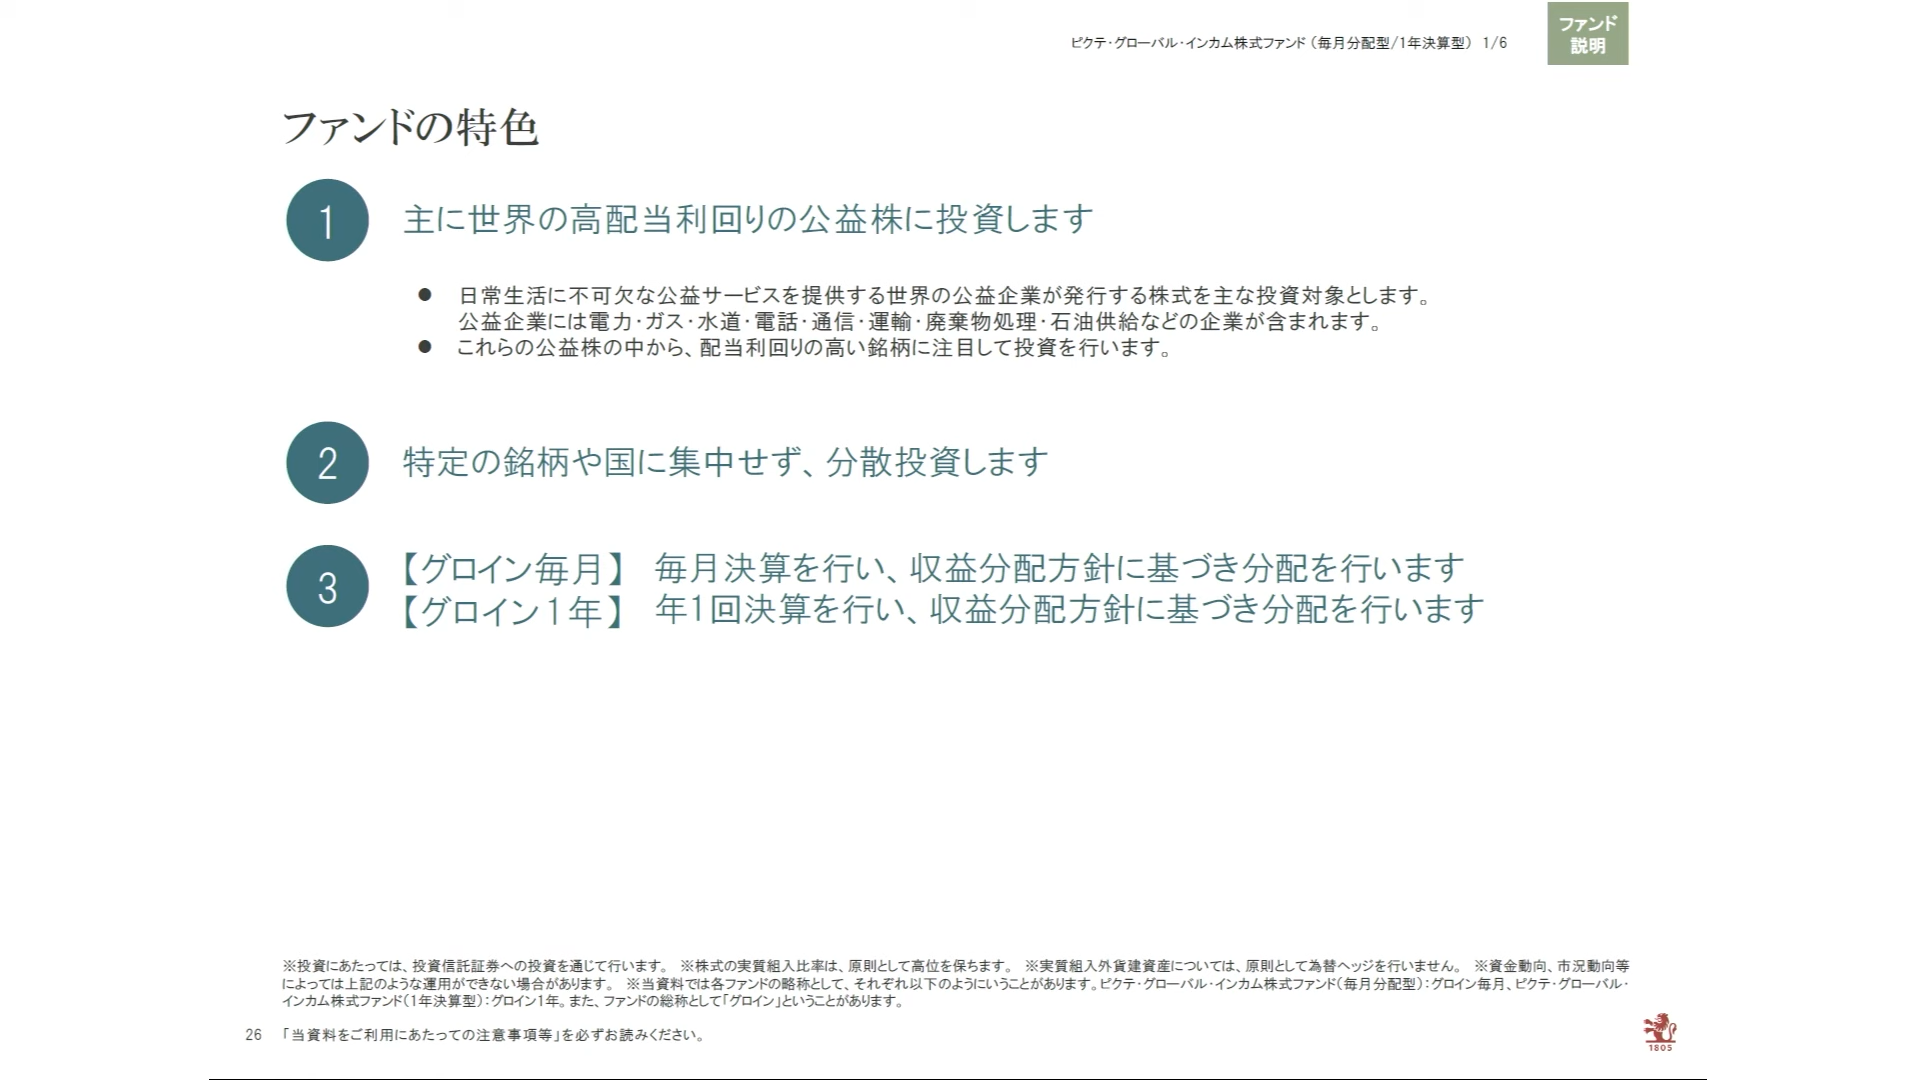 ピクテ・グローバル・インカム株式ファンド（毎月分配型/1年決算型） 1/6
ファンド
説明
ファンドの特色
1
主に世界の高配当利回りの公益株に投資します
● 日常生活に不可欠な公益サービスを提供する世界の公益企業が発行する株式を主な投資対象とします。
公益企業には電力・ガス・水道・電話・通信・運輸・廃棄物処理・石油供給などの企業が含まれます。
● これらの公益株の中から、配当利回りの高い銘柄に注目して投資を行います。
2
特定の銘柄や国に集中せず、分散投資します
3
【グロイン毎月】 毎月決算を行い、収益分配方針に基づき分配を行います
【グロイン１年】 年1回決算を行い、収益分配方針に基づき分配を行います
※投資にあたっては、投資信託証券への投資を通じて行います。 ※株式の実質組入比率は、原則として高位を保ちます。 ※実質組入外貨建資産については、原則として為替ヘッジを行いません。 ※資金動向、市況動向等
によっては上記のような運用ができない場合があります。 ※当資料では各ファンドの略称として、それぞれ以下のようにいうことがあります。ピクテ・グローバル・インカム株式ファンド（毎月分配型）：グロイン毎月、ピクテ・グローバル・
インカム株式ファンド（1年決算型）：グロイン1年。また、ファンドの総称として「グロイン」ということがあります。
26 「当資料をご利用にあたっての注意事項等」を必ずお読みください。
1805